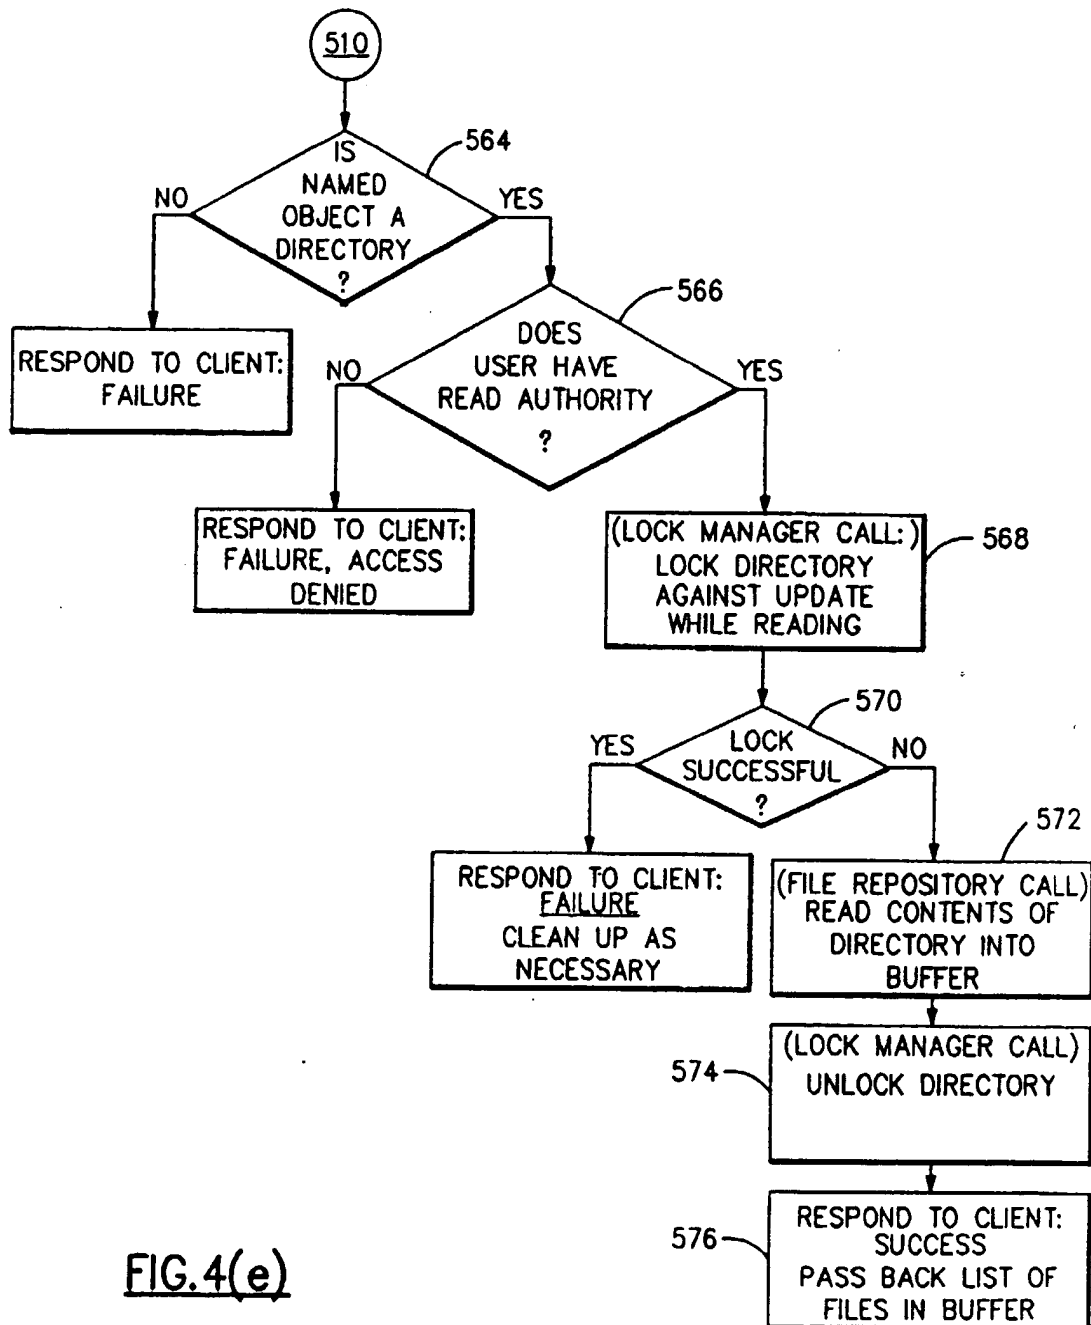 510
564
IS
NAMED
OBJECT A
DIRECTORY
?
NO
YES
566
RESPOND TO CLIENT:
FAILURE
DOES
USER HAVE
READ AUTHORITY
?
NO
YES
RESPOND TO CLIENT:
FAILURE, ACCESS
DENIED
(LOCK MANAGER CALL:)
LOCK DIRECTORY
AGAINST UPDATE
WHILE READING
568
570
YES
LOCK
SUCCESSFUL
?
NO
572
RESPOND TO CLIENT:
FAILURE
CLEAN UP AS
NECESSARY
(FILE REPOSITORY CALL)
READ CONTENTS OF
DIRECTORY INTO
BUFFER
574
(LOCK MANAGER CALL)
UNLOCK DIRECTORY
576
RESPOND TO CLIENT:
SUCCESS
PASS BACK LIST OF
FILES IN BUFFER
FIG.4(e)